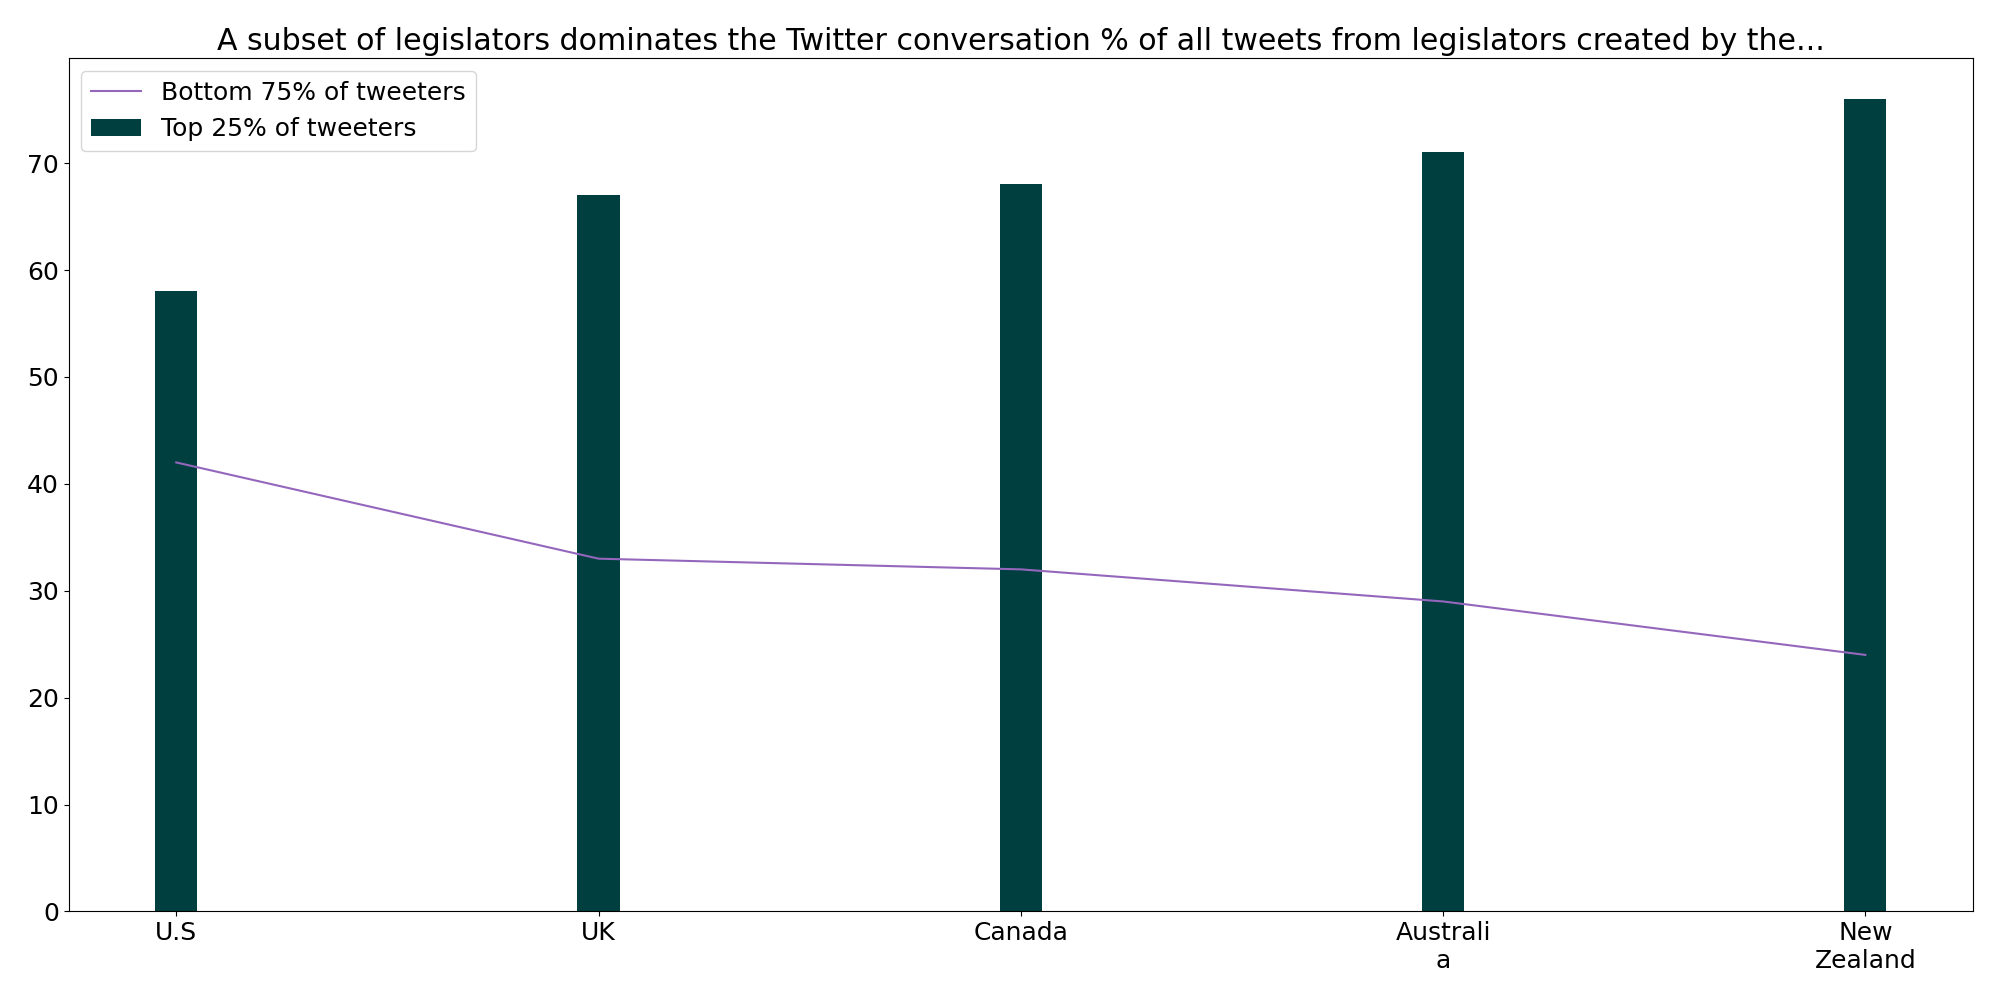 A subset of legislators dominates the Twitter conversation % of all tweets from legislators created by the...
Bottom 75% of tweeters
Top 25% of tweeters
70
60
50
40
30
20
10
0
U.S
UK
Canada
Australi
a
New
Zealand